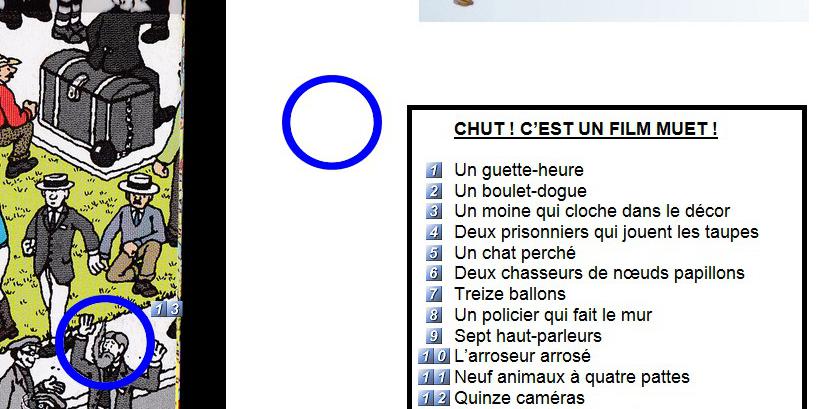 13
CHUT ! C'EST UN FILM MUET !
1 Un guette-heure
2 Un boulet-dogue
3 Un moine qui cloche dans le décor
4 Deux prisonniers qui jouent les taupes
5 Un chat perché
6 Deux chasseurs de nœuds papillons
7 Treize ballons
8 Un policier qui fait le mur
9 Sept haut-parleurs
10 L'arroseur arrosé
11 Neuf animaux à quatre pattes
12 Quinze caméras